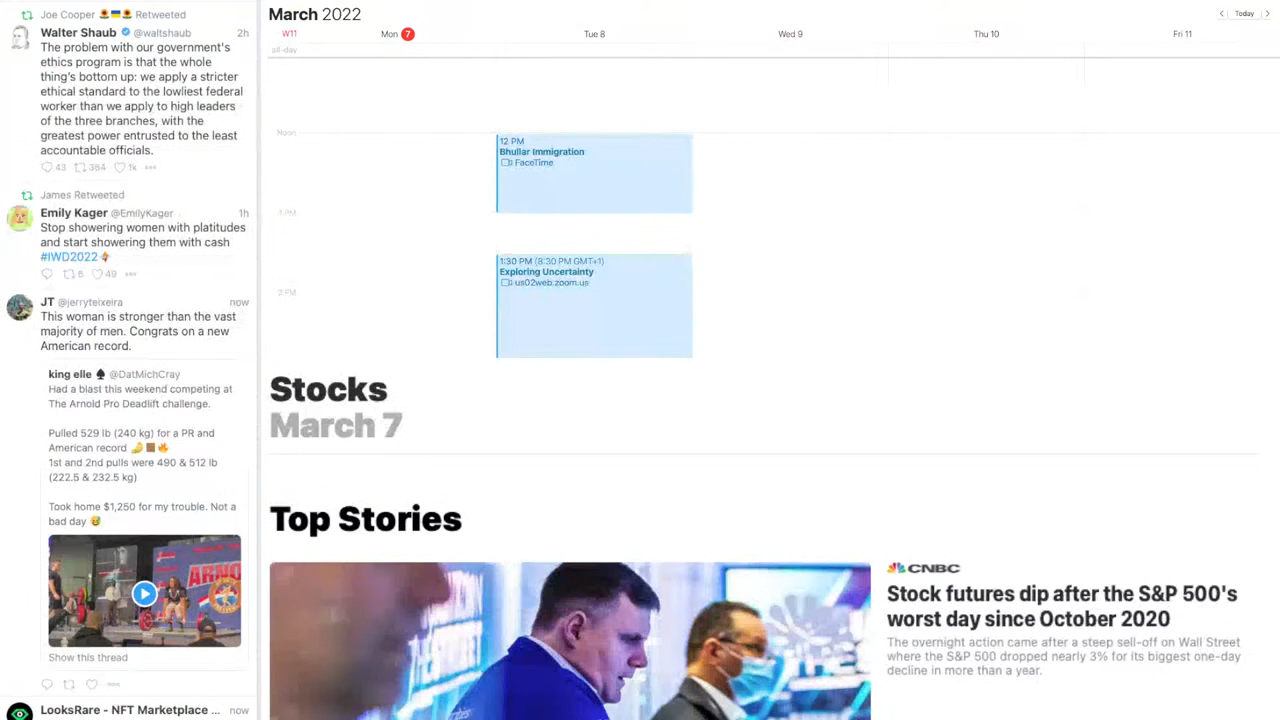 Joe Cooper 🌻🇺🇦🌻 Retweeted
Walter Shaub @waltshaub 2h
The problem with our government's
ethics program is that the whole
thing's bottom up: we apply a stricter
ethical standard to the lowliest federal
worker than we apply to high leaders
of the three branches, with the
greatest power entrusted to the least
accountable officials.
43 364 1k
James Retweeted
Emily Kager @EmilyKager 1h
Stop showering women with platitudes
and start showering them with cash
#IWD2022
6 49
JT @jerryteixeira now
This woman is stronger than the vast
majority of men. Congrats on a new
American record.
king elle ♠️ @DatMichCray
Had a blast this weekend competing at
The Arnold Pro Deadlift challenge.
Pulled 529 lb (240 kg) for a PR and
American record
1st and 2nd pulls were 490 & 512 lb
(222.5 & 232.5 kg)
Took home $1,250 for my trouble. Not a
bad day 😅
ARNO
Show this thread
LooksRare - NFT Marketplace ... now
March 2022
Today
W11 Mon 7 Tue 8 Wed 9 Thu 10 Fri 11
all-day
Noon
12 PM
Bhullar Immigration
FaceTime
1 PM
1:30 PM (8:30 PM GMT+1)
Exploring Uncertainty
us02web.zoom.us
2 PM
Stocks
March 7
Top Stories
CNBC
Stock futures dip after the S&P 500's
worst day since October 2020
The overnight action came after a steep sell-off on Wall Street
where the S&P 500 dropped nearly 3% for its biggest one-day
decline in more than a year.